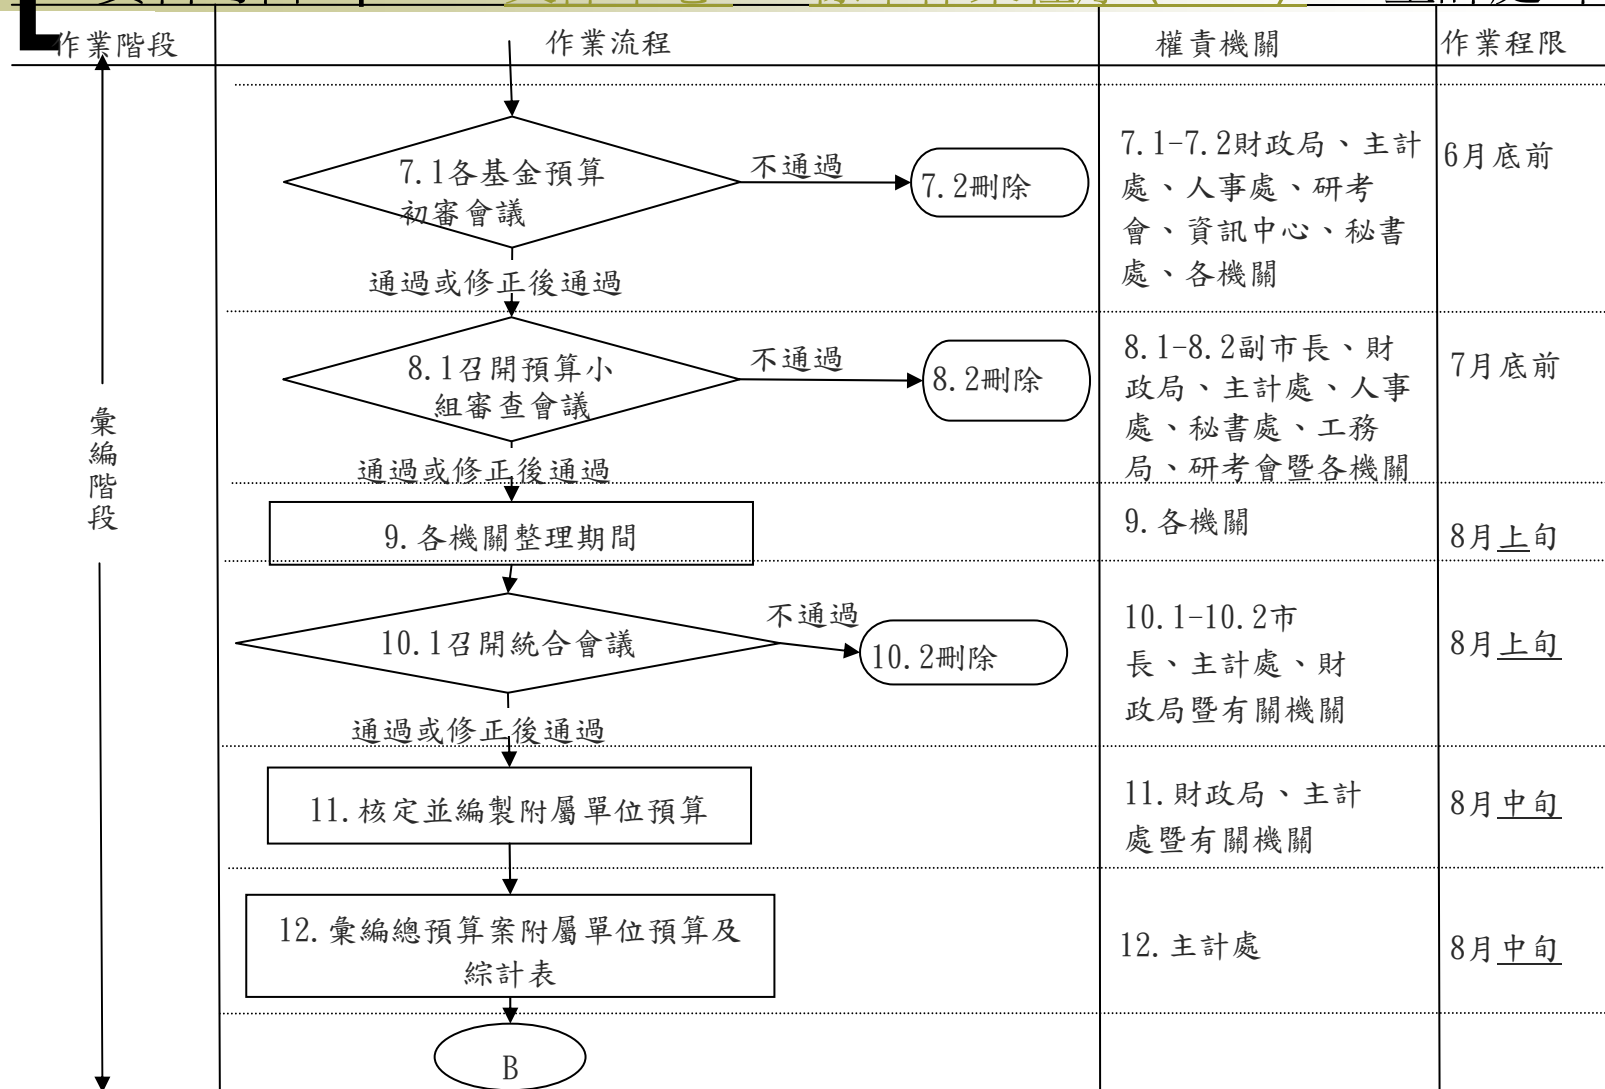 作業階段
作業流程
權責機關
作業程限
彙編階段
7.1各基金預算
初審會議
不通過
7.2刪除
7.1-7.2財政局、主計
處、人事處、研考
會、資訊中心、秘書
處、各機關
6月底前
通過或修正後通過
8.1召開預算小
組審查會議
不通過
8.2刪除
8.1-8.2副市長、財
政局、主計處、人事
處、秘書處、工務
局、研考會暨各機關
7月底前
通過或修正後通過
9.各機關整理期間
9.各機關
8月上旬
10.1召開統合會議
不通過
10.2刪除
10.1-10.2市
長、主計處、財
政局暨有關機關
8月上旬
通過或修正後通過
11.核定並編製附屬單位預算
11.財政局、主計
處暨有關機關
8月中旬
12.彙編總預算案附屬單位預算及
綜計表
12.主計處
8月中旬
B